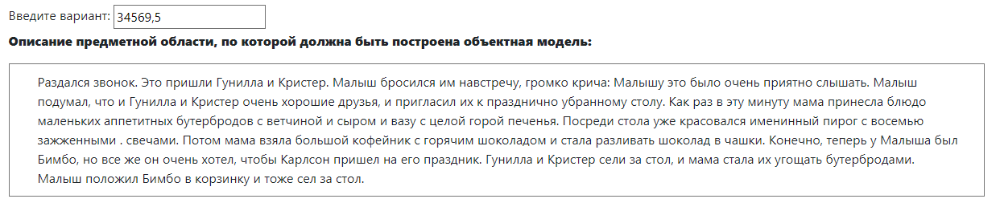 Введите вариант: 34569,5
Описание предметной области, по которой должна быть построена объектная модель:
Раздался звонок. Это пришли Гунилла и Кристер. Малыш бросился им навстречу, громко крича: Малышу это было очень приятно слышать. Малыш
подумал, что и Гунилла и Кристер очень хорошие друзья, и пригласил их к празднично убранному столу. Как раз в эту минуту мама принесла блюдо
маленьких аппетитных бутербродов с ветчиной и сыром и вазу с целой горой печенья. Посреди стола уже красовался именинный пирог с восемью
зажженными . свечами. Потом мама взяла большой кофейник с горячим шоколадом и стала разливать шоколад в чашки. Конечно, теперь у Малыша был
Бимбо, но все же он очень хотел, чтобы Карлсон пришел на его праздник. Гунилла и Кристер сели за стол, и мама стала их угощать бутербродами.
Малыш положил Бимбо в корзинку и тоже сел за стол.